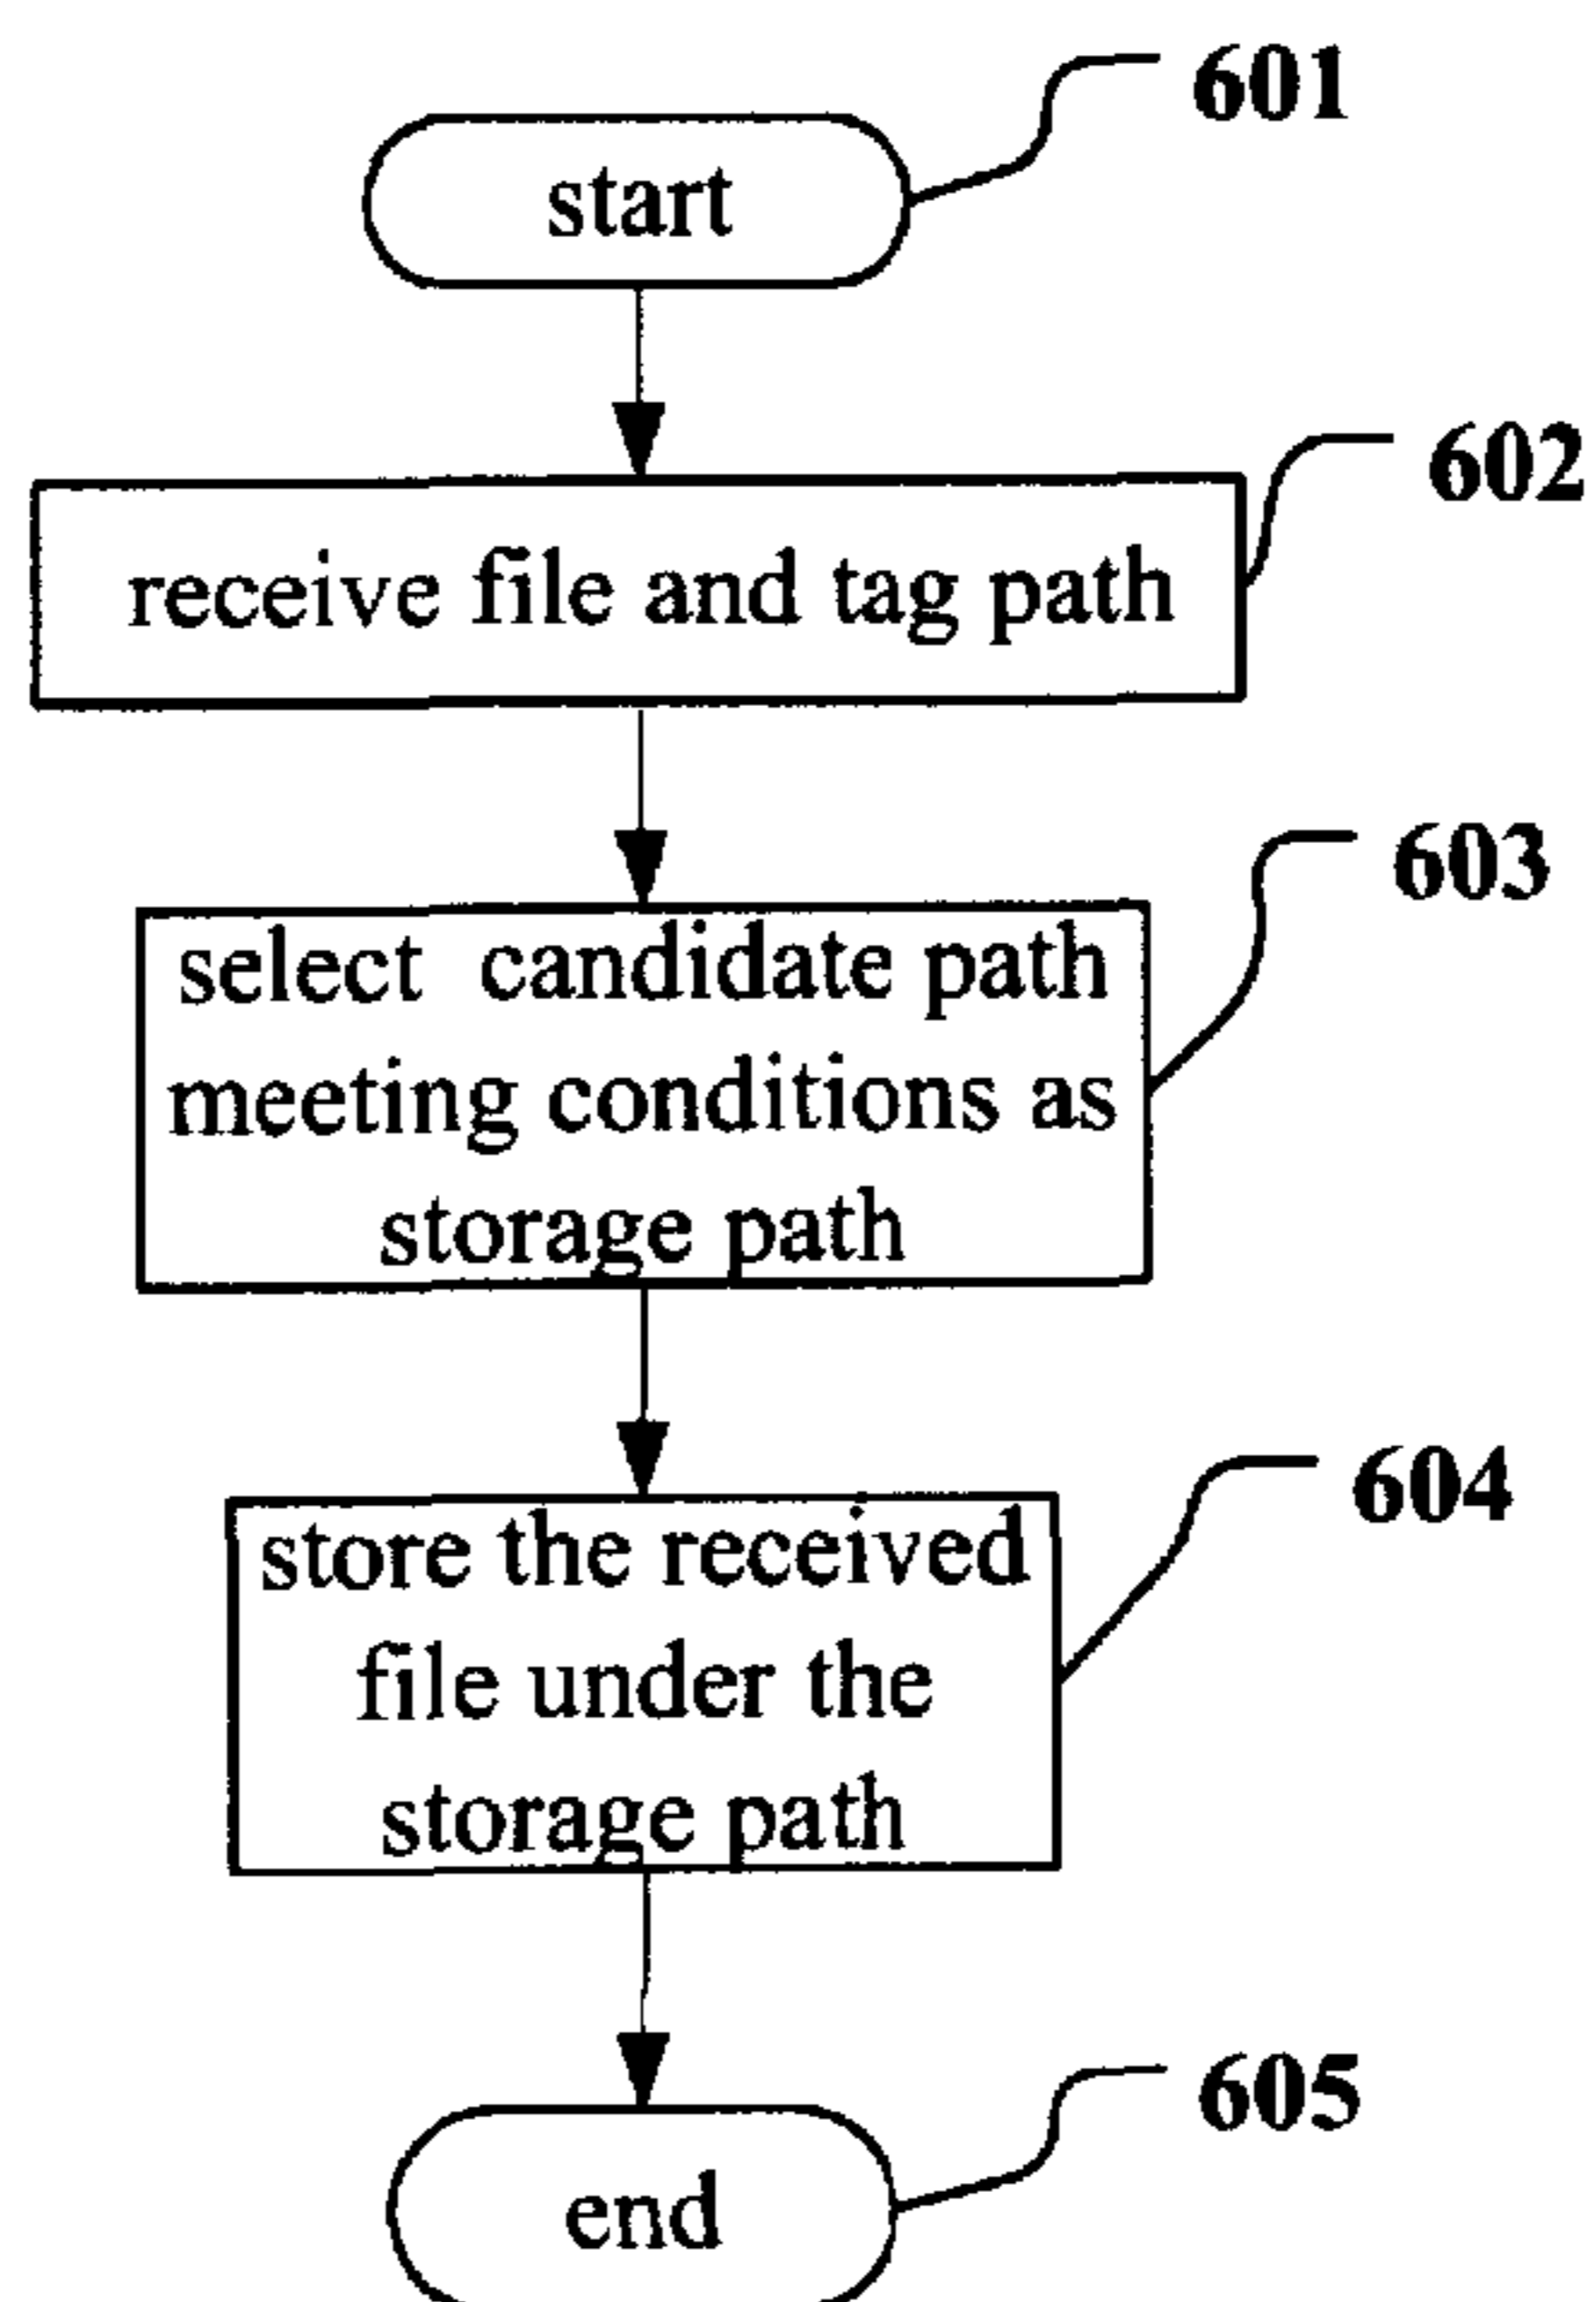 601
start
602
receive file and tag path
603
select candidate path
meeting conditions as
storage path
604
store the received
file under the
storage path
605
end